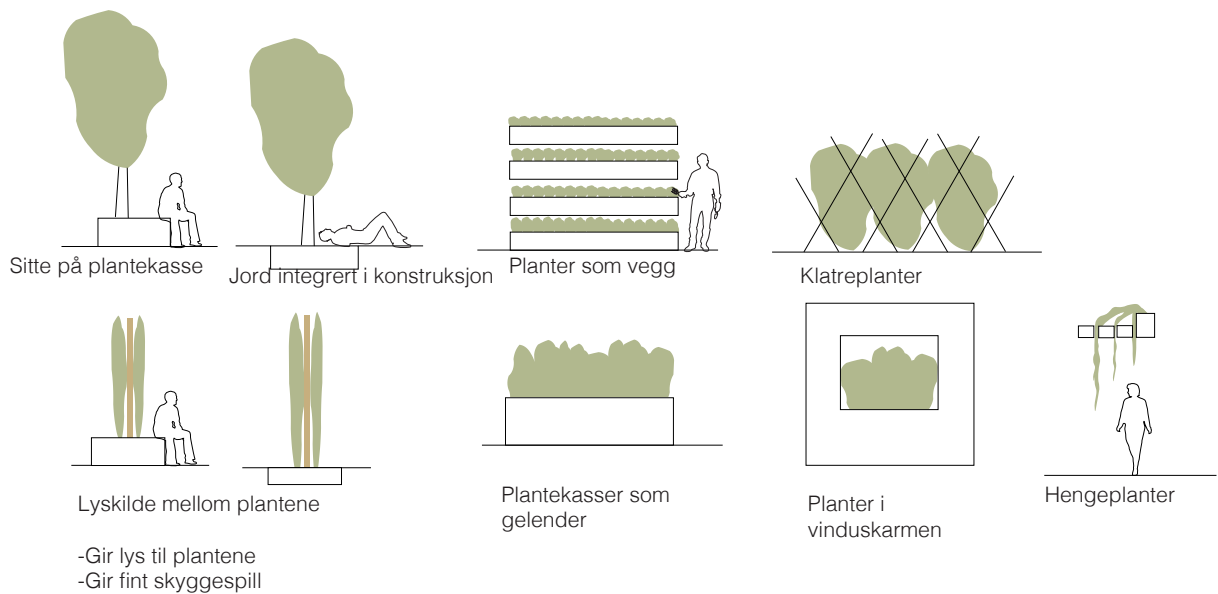 Sitte på plantekasse
Jord integrert i konstruksjon
Planter som vegg
Klatreplanter
Lyskilde mellom plantene
-Gir lys til plantene
-Gir fint skyggespill
Plantekasser som
gelender
Planter i
vinduskarmen
Hengeplanter